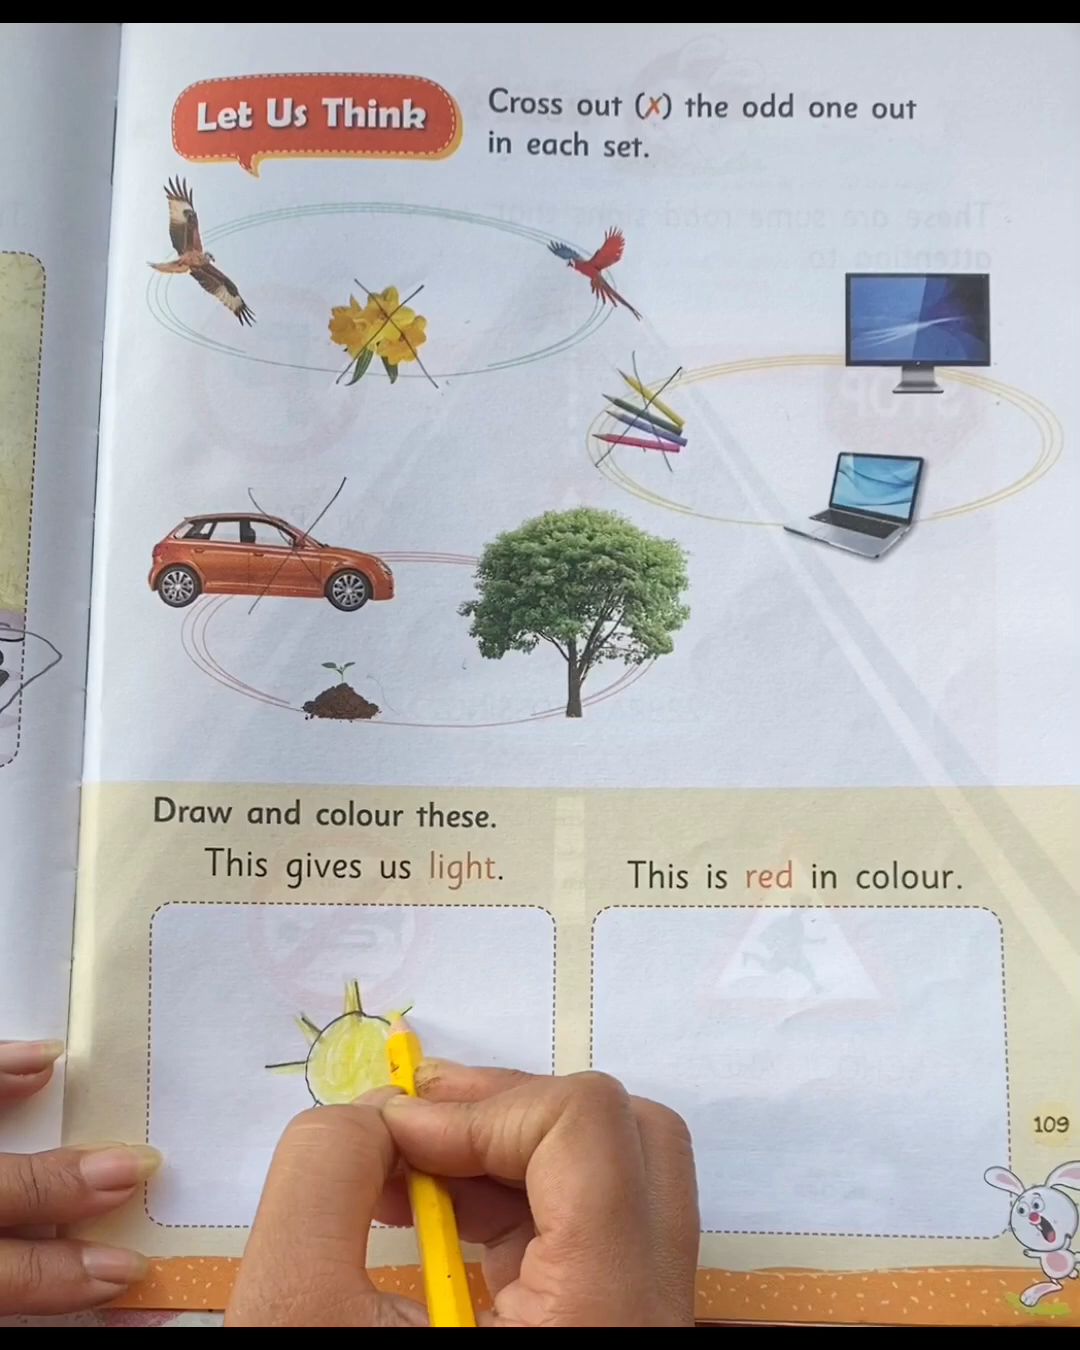 Let Us Think
Cross out (X) the odd one out
in each set.
Draw and colour these.
This gives us light.
This is red in colour.
109